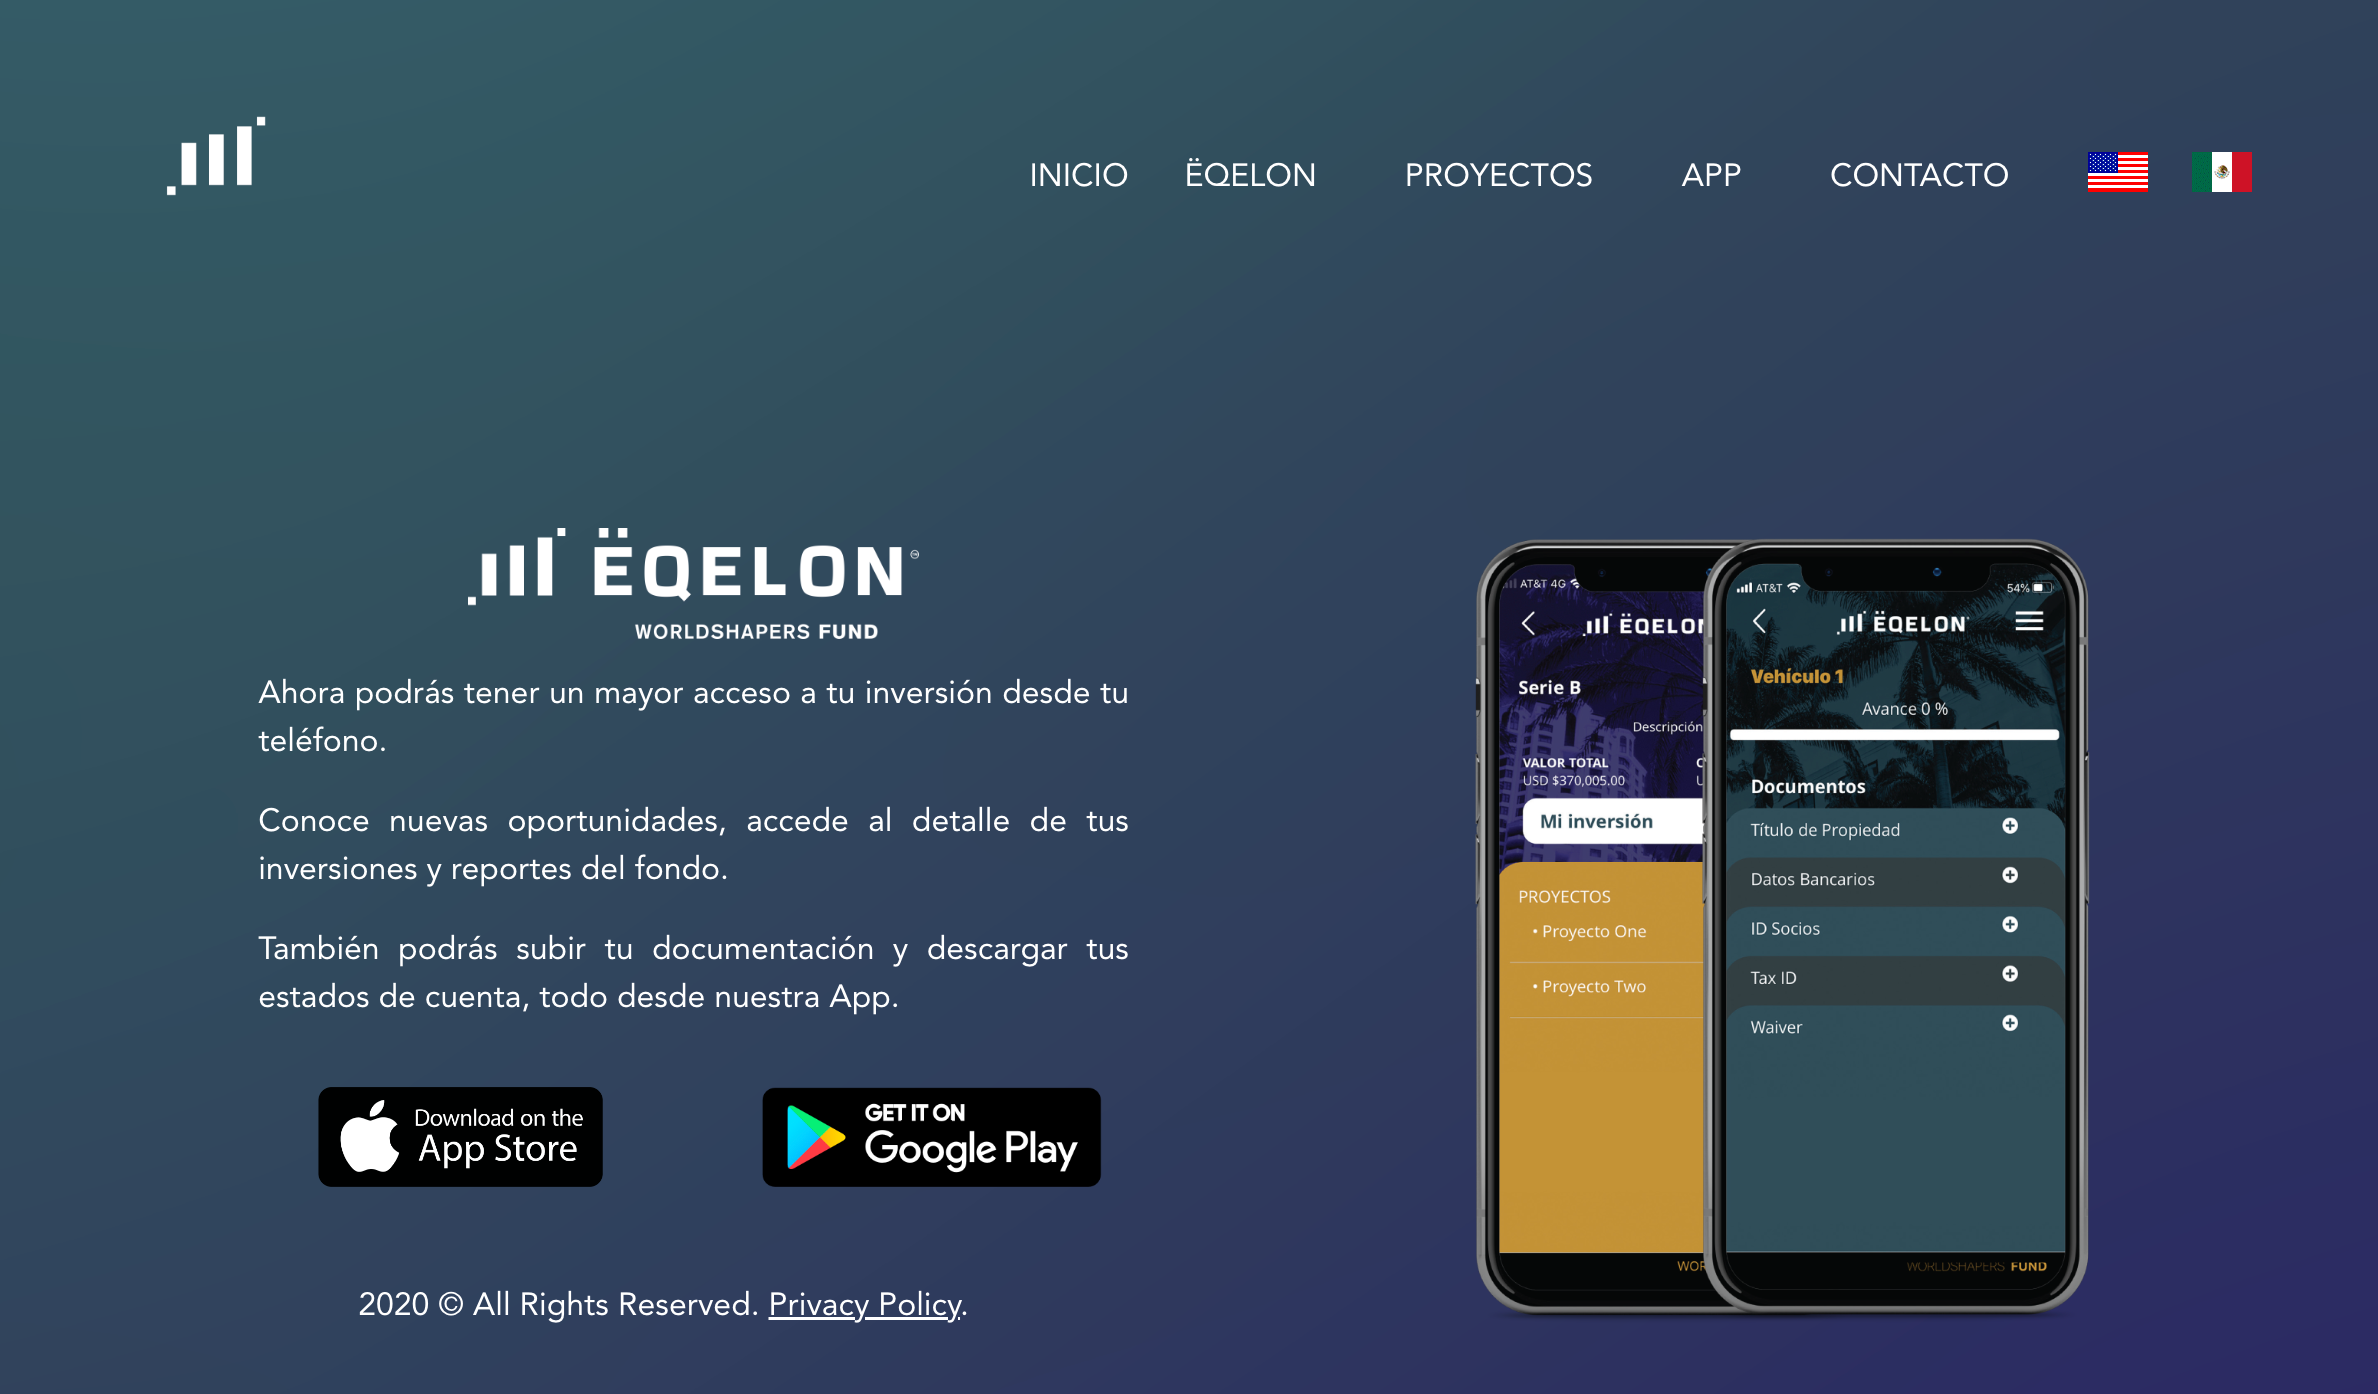 INICIO ËQELON PROYECTOS APP CONTACTO
ËQELON
WORLDSHAPERS FUND
Ahora podrás tener un mayor acceso a tu inversión desde tu
teléfono.
Conoce nuevas oportunidades, accede al detalle de tus
inversiones y reportes del fondo.
También podrás subir tu documentación y descargar tus
estados de cuenta, todo desde nuestra App.
Download on the
App Store
GET IT ON
Google Play
2020 © All Rights Reserved. Privacy Policy.
AT&T 4G
ËQELON
Serie B
Descripción
VALOR TOTAL
USD $370,005.00
Mi inversión
PROYECTOS
• Proyecto One
• Proyecto Two
AT&T 54%
ËQELON
Vehículo 1
Avance 0 %
Documentos
Título de Propiedad
Datos Bancarios
ID Socios
Tax ID
Waiver
WORLDSHAPERS FUND